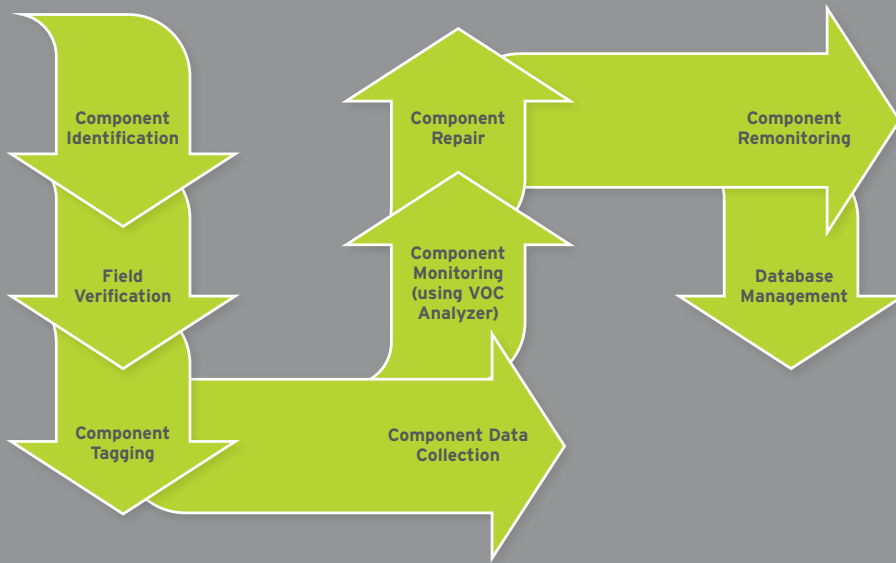 Component
Identification
Field
Verification
Component
Tagging
Component Data
Collection
Component
Monitoring
(using VOC
Analyzer)
Component
Repair
Component
Remonitoring
Database
Management